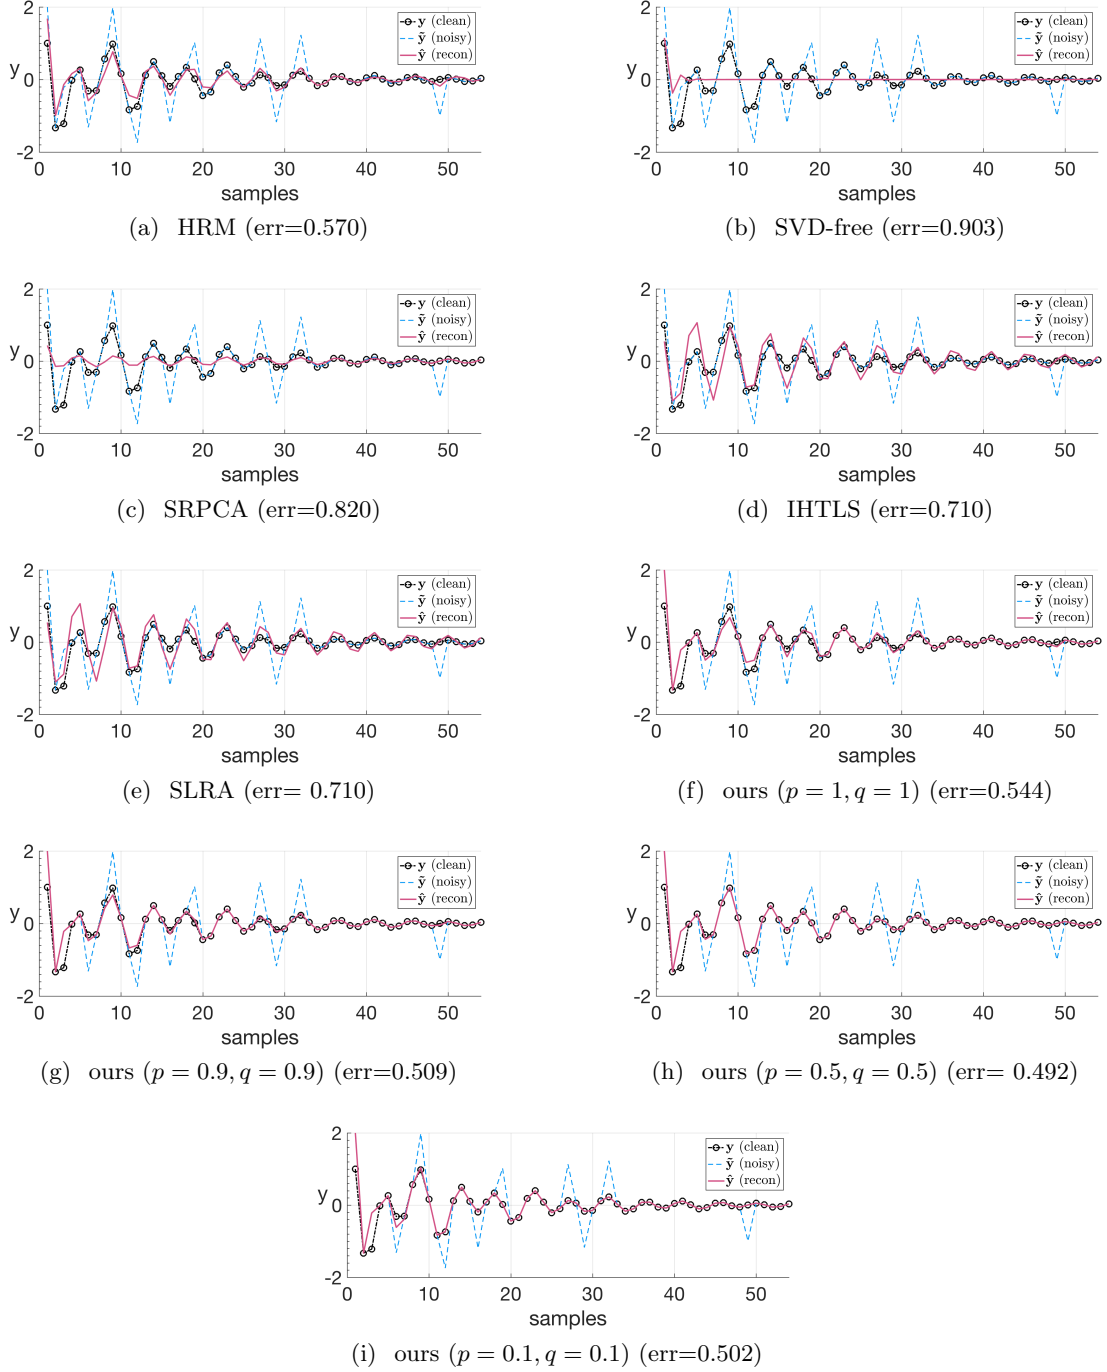 2
0
-2
y
0 10 20 30 40 50
samples
y (clean)
ỹ (noisy)
ŷ (recon)
(a) HRM (err=0.570)
2
0
-2
y
0 10 20 30 40 50
samples
y (clean)
ỹ (noisy)
ŷ (recon)
(b) SVD-free (err=0.903)
2
0
-2
y
0 10 20 30 40 50
samples
y (clean)
ỹ (noisy)
ŷ (recon)
(c) SRPCA (err=0.820)
2
0
-2
y
0 10 20 30 40 50
samples
y (clean)
ỹ (noisy)
ŷ (recon)
(d) IHTLS (err=0.710)
2
0
-2
y
0 10 20 30 40 50
samples
y (clean)
ỹ (noisy)
ŷ (recon)
(e) SLRA (err= 0.710)
2
0
-2
y
0 10 20 30 40 50
samples
y (clean)
ỹ (noisy)
ŷ (recon)
(f) ours (p = 1, q = 1) (err=0.544)
2
0
-2
y
0 10 20 30 40 50
samples
y (clean)
ỹ (noisy)
ŷ (recon)
(g) ours (p = 0.9, q = 0.9) (err=0.509)
2
0
-2
y
0 10 20 30 40 50
samples
y (clean)
ỹ (noisy)
ŷ (recon)
(h) ours (p = 0.5, q = 0.5) (err= 0.492)
2
0
-2
y
0 10 20 30 40 50
samples
y (clean)
ỹ (noisy)
ŷ (recon)
(i) ours (p = 0.1, q = 0.1) (err=0.502)